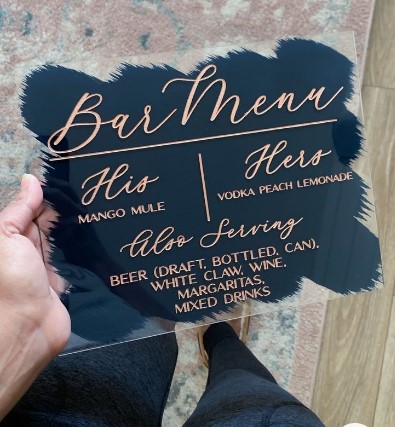 Bar Menu
His
MANGO MULE
Hers
VODKA PEACH LEMONADE
Also Serving
BEER (DRAFT, BOTTLED, CAN),
WHITE CLAW, WINE,
MARGARITAS,
MIXED DRINKS